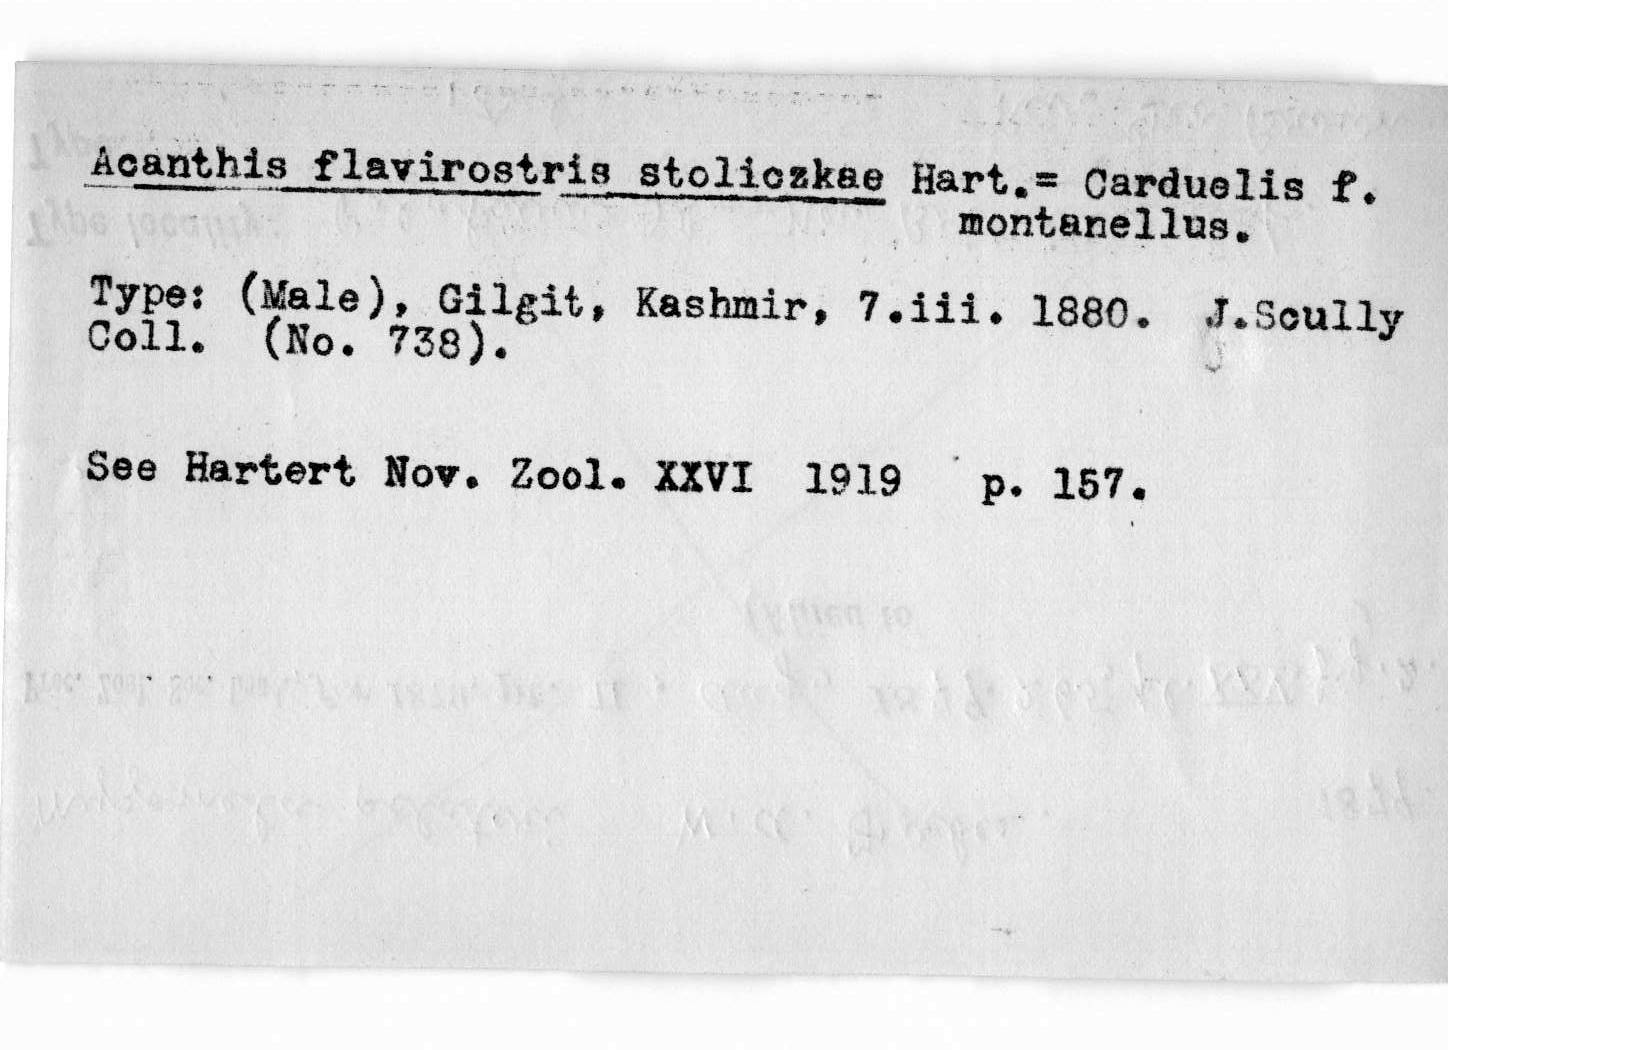 Acanthis flavirostris stoliczkae Hart.= Carduelis f.
montanellus.
Type: (Male), Gilgit, Kashmir, 7.iii. 1880. J.Scully
Coll. (No. 738).
See Hartert Nov. Zool. XXVI 1919 p. 157.